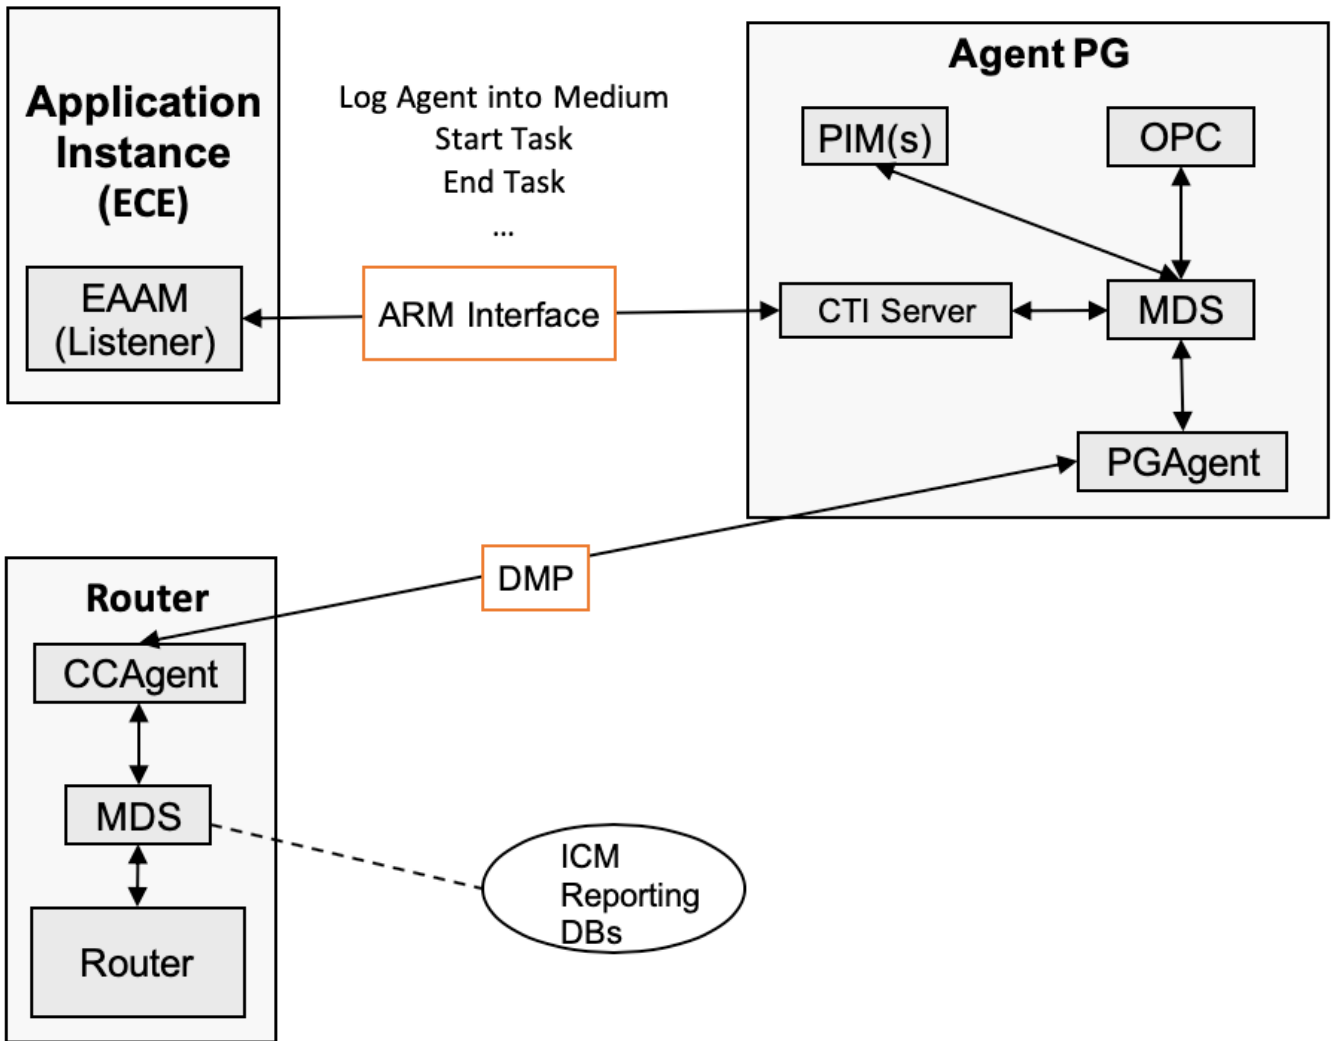 Application
Instance
(ECE)
EAAM
(Listener)
Log Agent into Medium
Start Task
End Task
...
ARM Interface
Agent PG
PIM(s)
OPC
CTI Server
MDS
PGAgent
DMP
Router
CCAgent
MDS
Router
ICM
Reporting
DBs